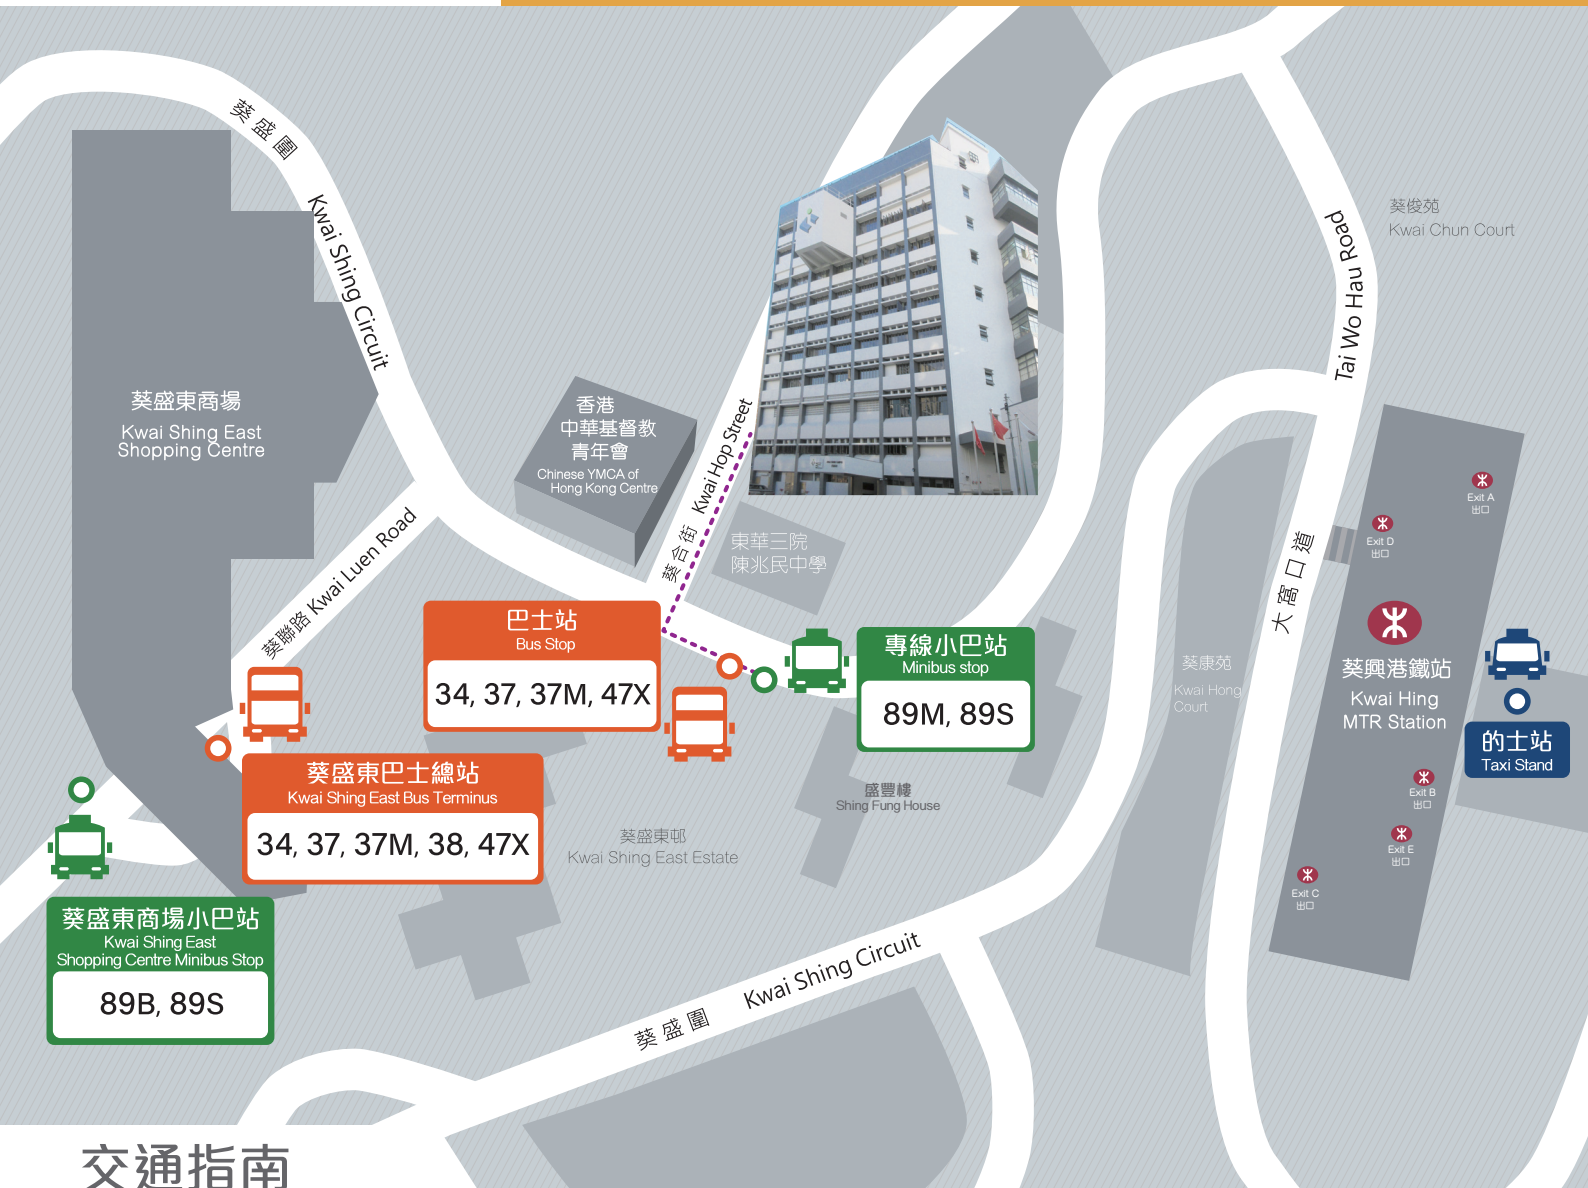 葵盛圍
Kwai Shing Circuit
葵俊苑
Kwai Chun Court
Tai Wo Hau Road
大窩口道
葵盛東商場
Kwai Shing East
Shopping Centre
香港
中華基督教
青年會
Chinese YMCA of
Hong Kong Centre
葵合街 Kwai Hop Street
東華三院
陳兆民中學
Exit A
出口
Exit D
出口
葵聯路 Kwai Luen Road
巴士站
Bus Stop
34, 37, 37M, 47X
專線小巴站
Minibus stop
89M, 89S
葵康苑
Kwai Hong
Court
葵興港鐵站
Kwai Hing
MTR Station
的士站
Taxi Stand
葵盛東巴士總站
Kwai Shing East Bus Terminus
34, 37, 37M, 38, 47X
盛豐樓
Shing Fung House
葵盛東邨
Kwai Shing East Estate
Exit B
出口
Exit E
出口
Exit C
出口
葵盛東商場小巴站
Kwai Shing East
Shopping Centre Minibus Stop
89B, 89S
葵盛圍 Kwai Shing Circuit
交通指南